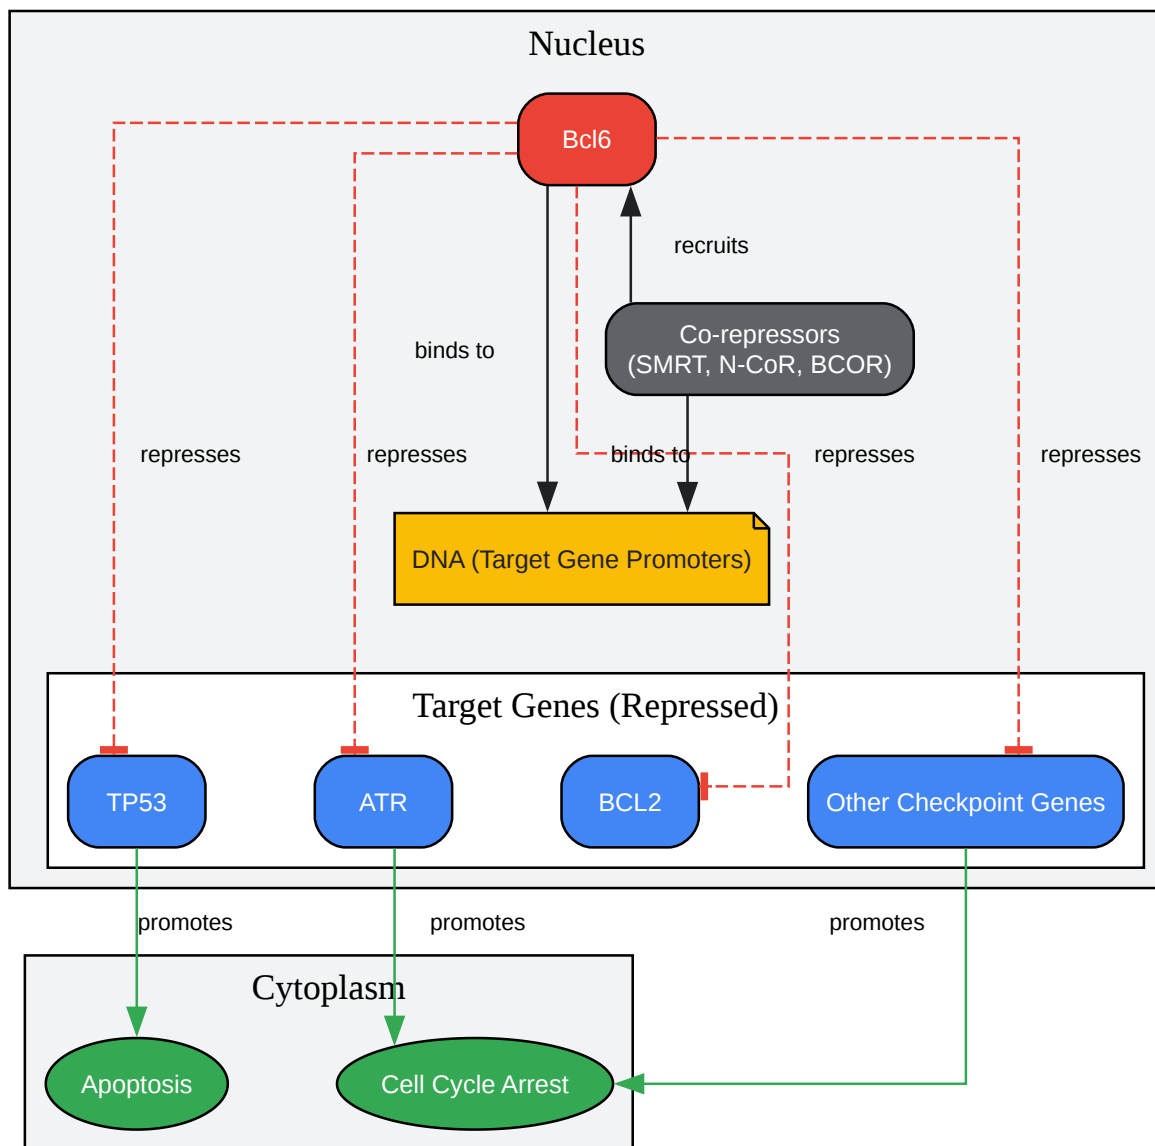 Nucleus
Bcl6
recruits
Co-repressors
(SMRT, N-CoR, BCOR)
binds to
represses
represses
binds to
represses
represses
DNA (Target Gene Promoters)
Target Genes (Repressed)
TP53
ATR
BCL2
Other Checkpoint Genes
promotes
promotes
promotes
Cytoplasm
Apoptosis
Cell Cycle Arrest